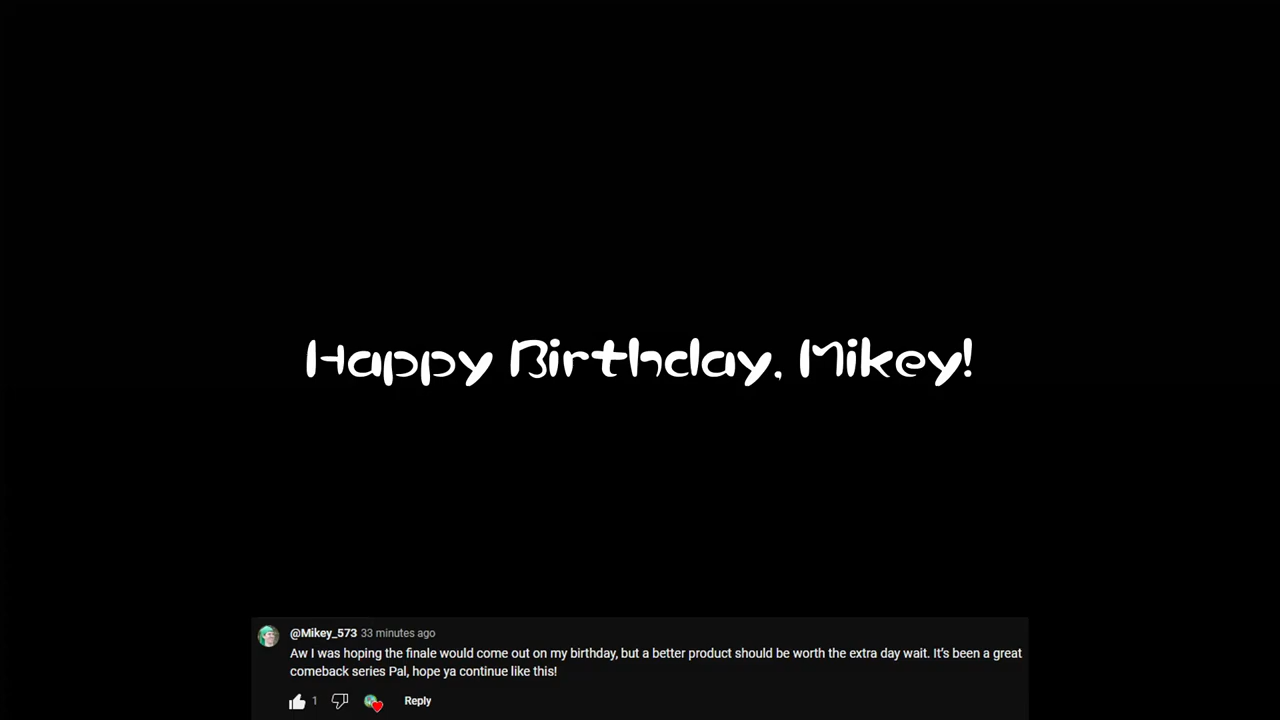 Happy Birthday, Mikey!
@Mikey_573 33 minutes ago
Aw I was hoping the finale would come out on my birthday, but a better product should be worth the extra day wait. It’s been a great
comeback series Pal, hope ya continue like this!
1 Reply